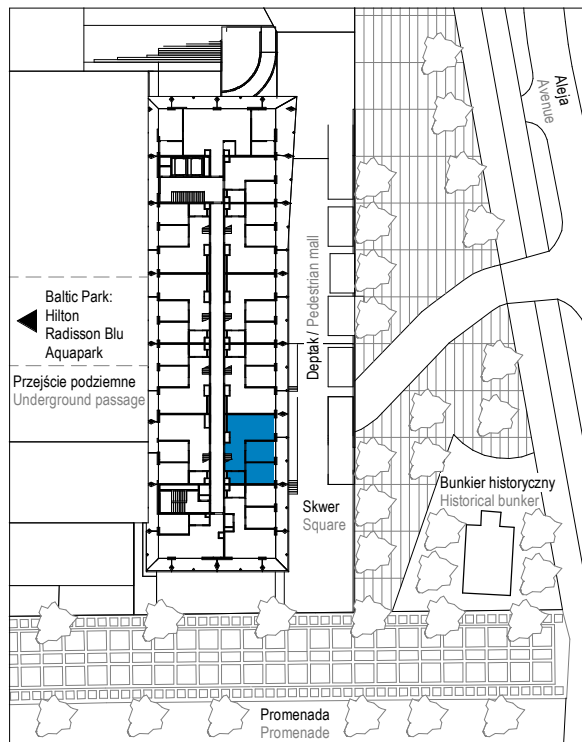 Aleja
Avenue
Baltic Park:
Hilton
Radisson Blu
Aquapark
Przejście podziemne
Underground passage
Deptak / Pedestrian mall
Skwer
Square
Bunkier historyczny
Historical bunker
Promenada
Promenade